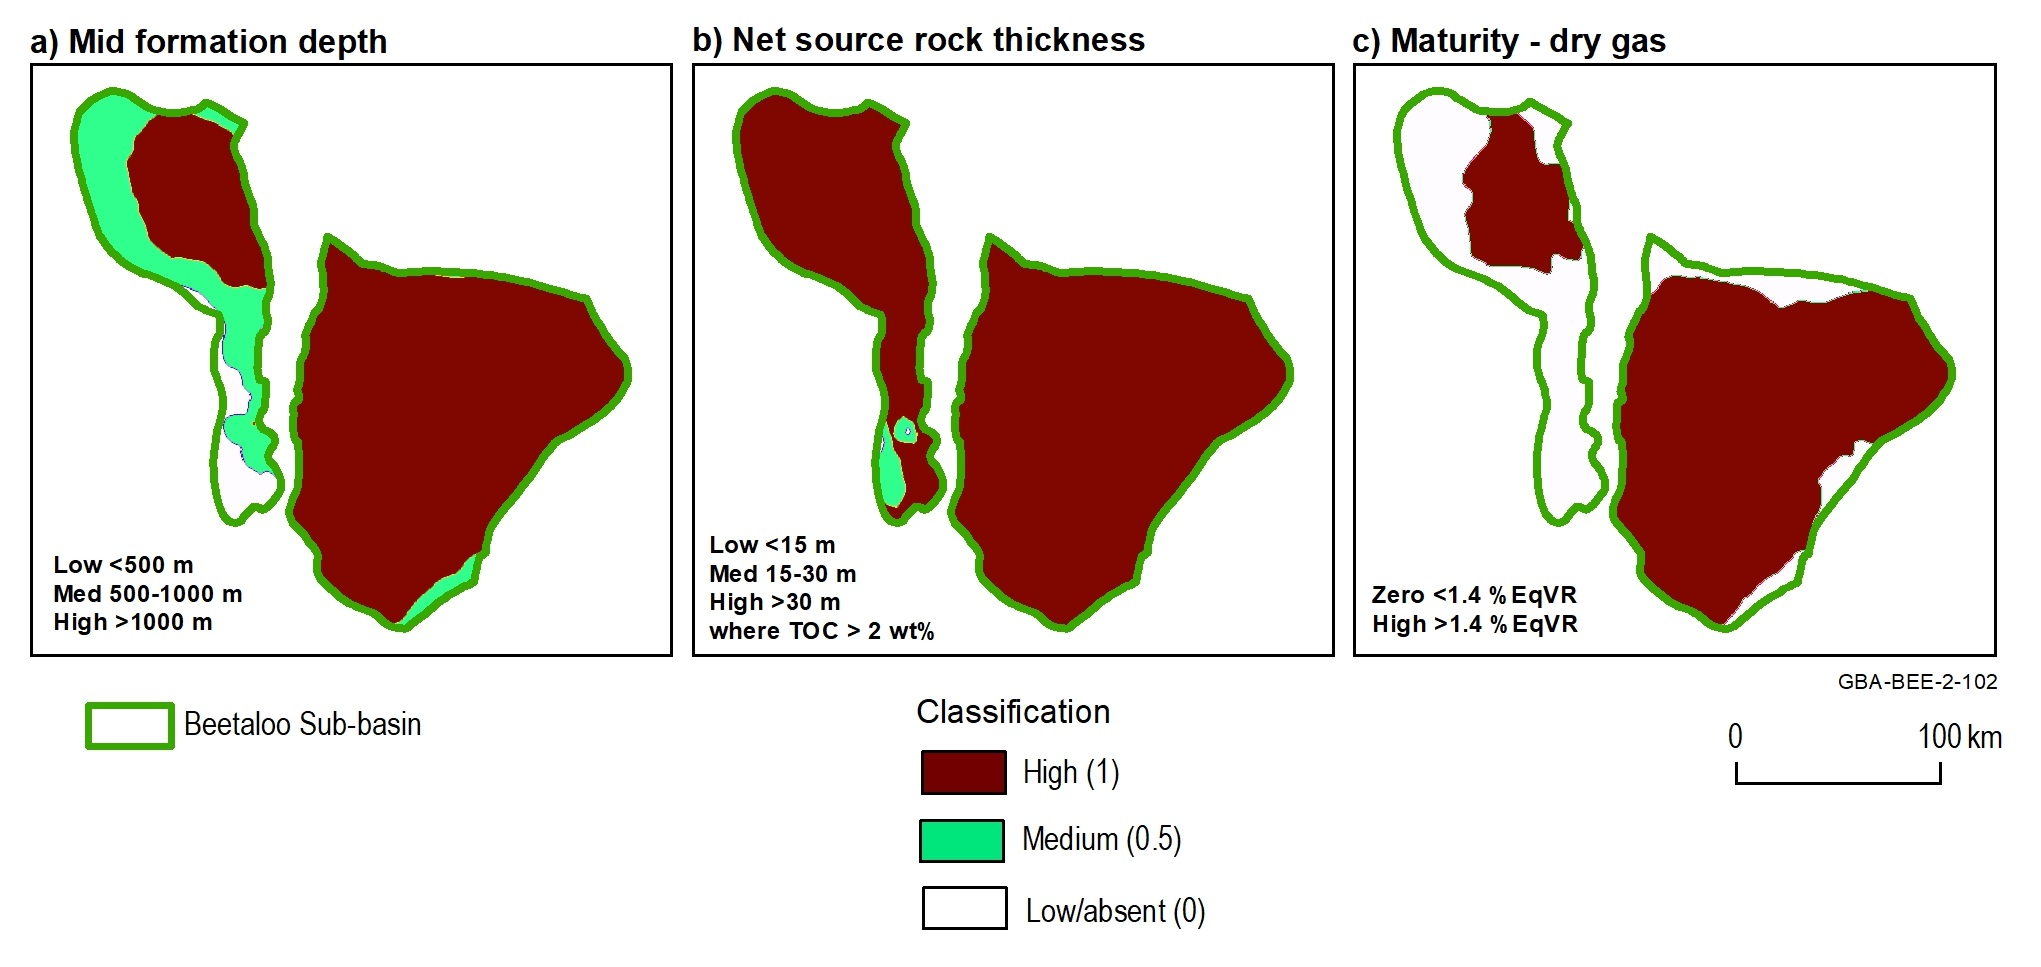 a) Mid formation depth
b) Net source rock thickness
c) Maturity - dry gas
Low <500 m
Med 500-1000 m
High >1000 m
Low <15 m
Med 15-30 m
High >30 m
where TOC > 2 wt%
Zero <1.4 % EqVR
High >1.4 % EqVR
GBA-BEE-2-102
Beetaloo Sub-basin
Classification
High (1)
Medium (0.5)
Low/absent (0)
0 100 km